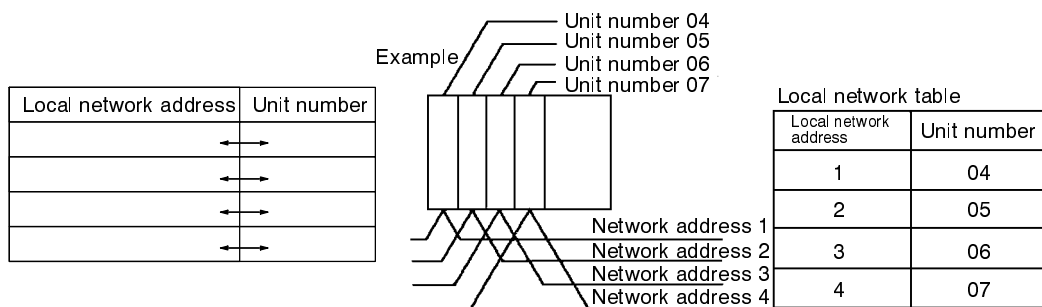 Local network address Unit number
Example
Unit number 04
Unit number 05
Unit number 06
Unit number 07
Network address 1
Network address 2
Network address 3
Network address 4
Local network table
Local network
address
Unit number
1 04
2 05
3 06
4 07